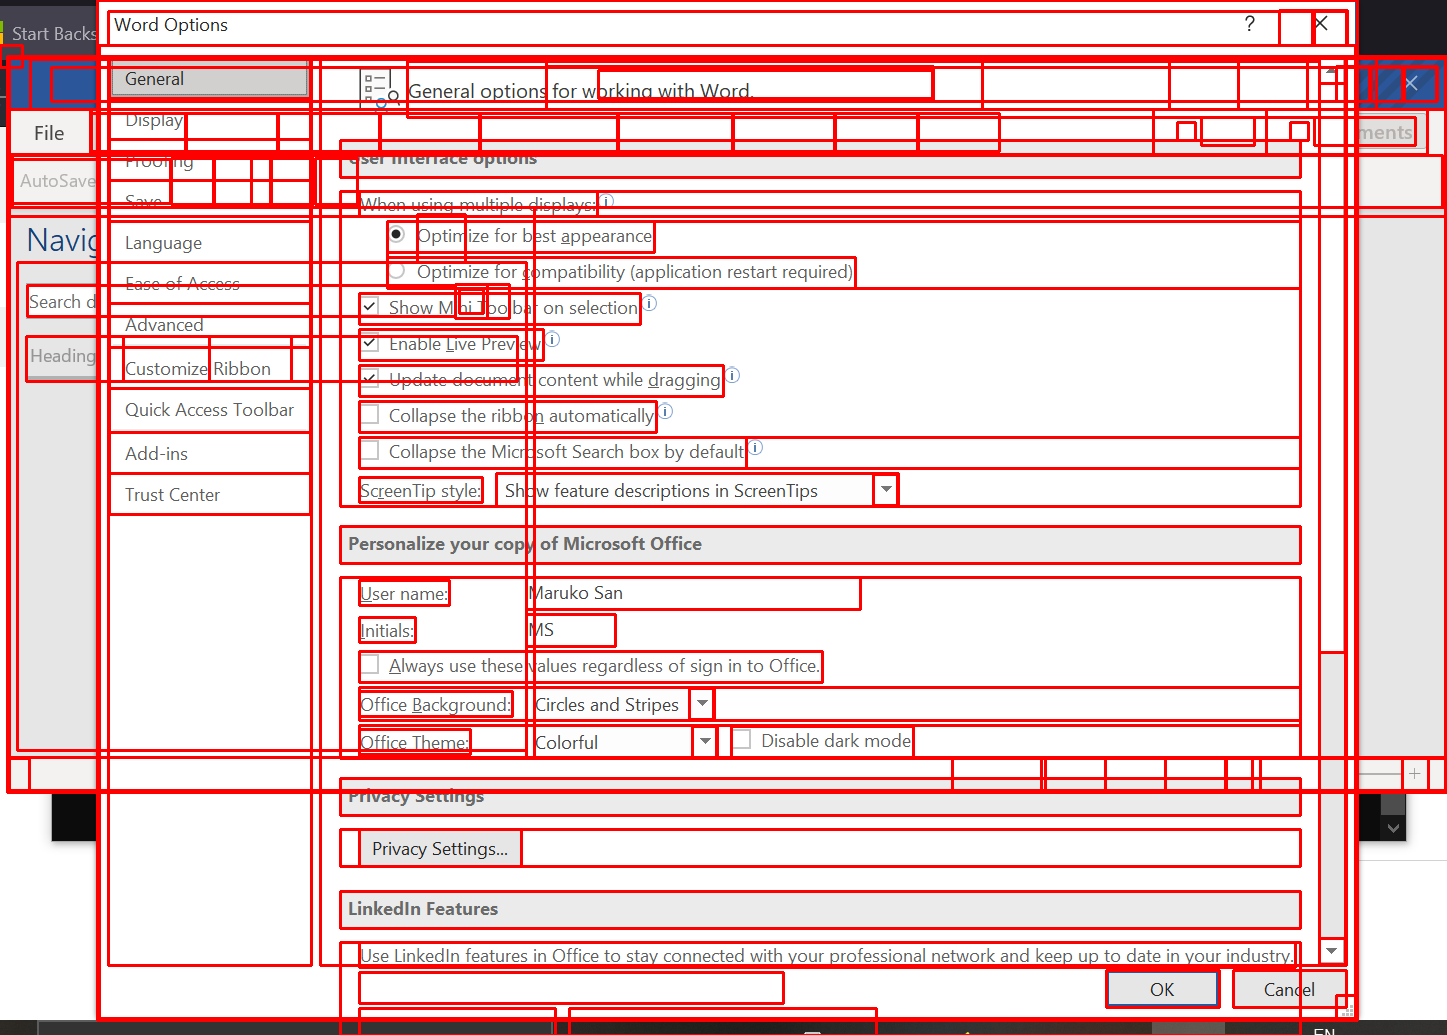 Word Options
Start Backs
General
General options for working with Word.
Display
File
ments
Proofing
User Interface options
AutoSave
Save
When using multiple displays:
Navig
Language
Optimize for best appearance
Ease of Access
Optimize for compatibility (application restart required)
Search d
Show Mini Toolbar on selection
Advanced
Enable Live Preview
Heading
Customize Ribbon
Update document content while dragging
Quick Access Toolbar
Collapse the ribbon automatically
Add-ins
Collapse the Microsoft Search box by default
Trust Center
ScreenTip style:
Show feature descriptions in ScreenTips
Personalize your copy of Microsoft Office
User name:
Maruko San
Initials:
MS
Always use these values regardless of sign in to Office.
Office Background:
Circles and Stripes
Office Theme:
Colorful
Disable dark mode
Privacy Settings
Privacy Settings...
LinkedIn Features
Use LinkedIn features in Office to stay connected with your professional network and keep up to date in your industry.
OK
Cancel
EN